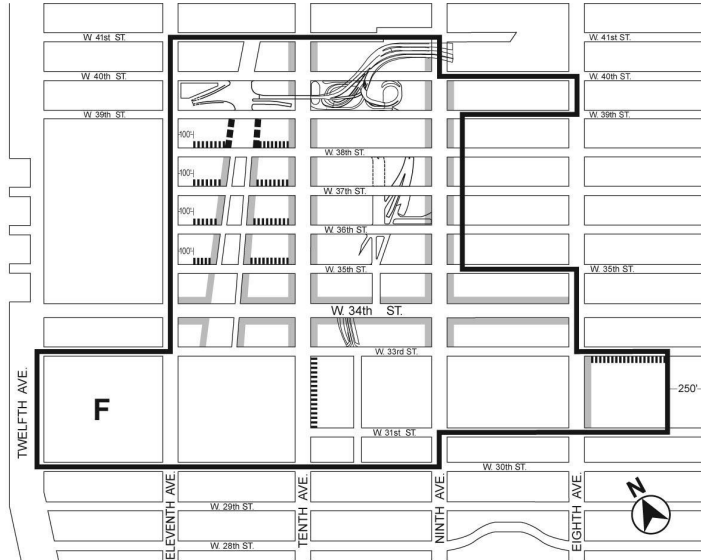 W. 41st ST.
W. 41st ST.
W. 40th ST.
W. 40th ST.
W. 39th ST.
W. 39th ST.
100'
W. 38th ST.
100'
W. 37th ST.
100'
W. 36th ST.
100'
W. 35th ST.
W. 35th ST.
W. 34th ST.
W. 33rd ST.
TWELFTH AVE.
F
250'
W. 31st ST.
W. 30th ST.
ELEVENTH AVE.
TENTH AVE.
NINTH AVE.
EIGHTH AVE.
N
W. 29th ST.
W. 28th ST.